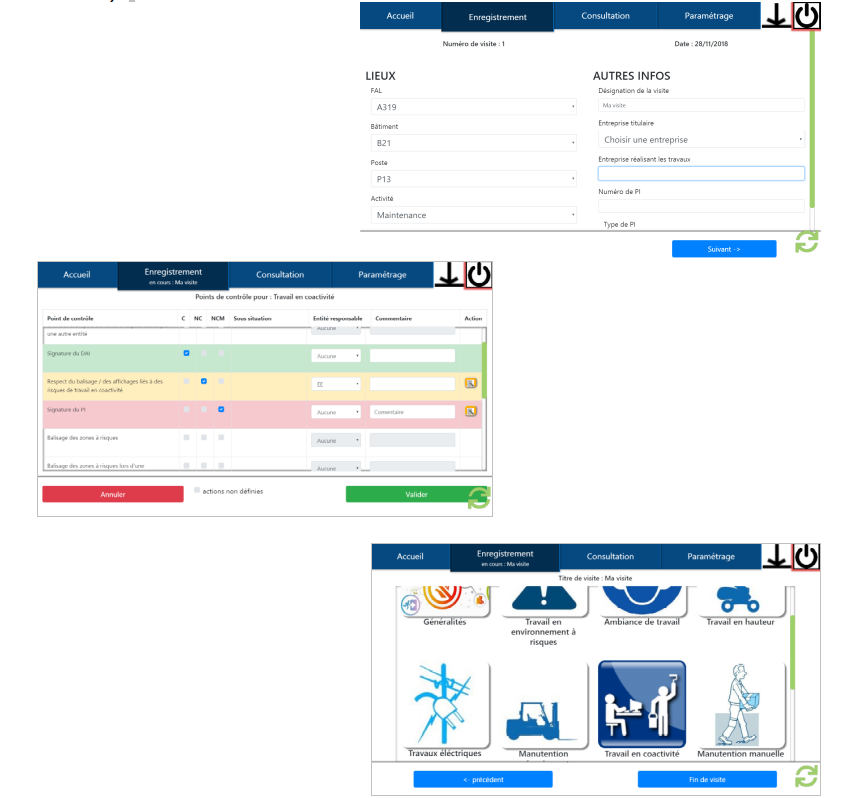 Accueil Enregistrement Consultation Paramétrage
Numéro de visite : 1 Date : 28/11/2018
LIEUX AUTRES INFOS
FAL Désignation de la visite
A319 Ma visite
Bâtiment Entreprise titulaire
B21 Choisir une entreprise
Poste Entreprise réalisant les travaux
P13
Activité Numéro de PI
Maintenance
Type de PI
Suivant ->
Accueil Enregistrement Consultation Paramétrage
en cours : Ma visite
Points de contrôle pour : Travail en coactivité
Point de contrôle C NC NCM Sous situation Entité responsable Commentaire Action
une autre entité Aucune
Signature du DAI Aucune
Respect du balisage / des affichages liés à des EE
risques de travail en coactivité
Signature du PI Aucune Comentaire
Balisage des zones à risques Aucune
Balisage des zones à risques lors d'une Aucune
Annuler actions non définies Valider
Accueil Enregistrement Consultation Paramétrage
en cours : Ma visite
Titre de visite : Ma visite
Généralités Travail en Ambiance de travail Travail en hauteur
environnement à
risques
Travaux éléctriques Manutention Travail en coactivité Manutention manuelle
<- précédent Fin de visite